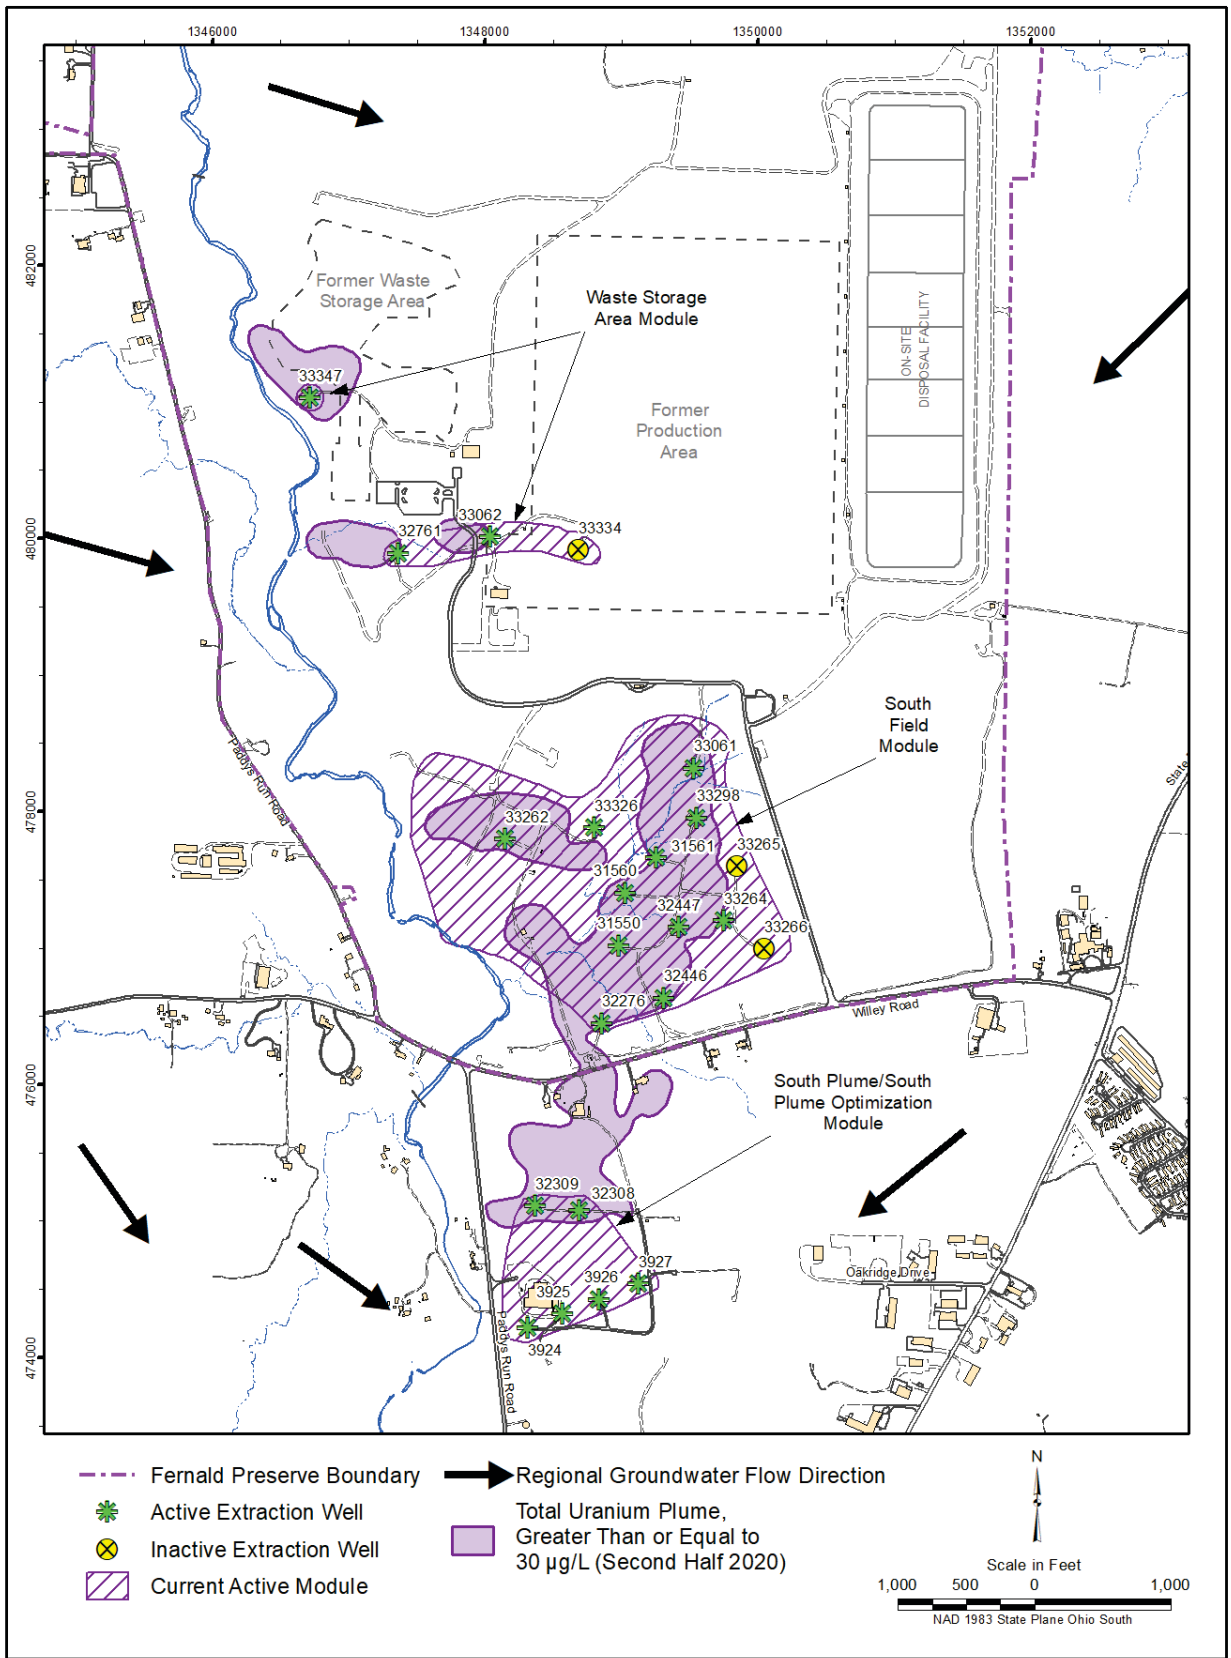 1346000
1348000
1350000
1352000
482000
480000
478000
476000
474000
Former Waste
Storage Area
Waste Storage
Area Module
ON-SITE
DISPOSAL FACILITY
Former
Production
Area
33347
33062
32761
33334
South
Field
Module
33061
33298
33326
33262
31561
33265
31560
32447
33264
31550
33266
32446
32276
Paddys Run Road
State
Willey Road
South Plume/South
Plume Optimization
Module
32309
32308
3927
3926
3925
3924
Oakridge Drive
Paddys Run Road
Fernald Preserve Boundary
Active Extraction Well
Inactive Extraction Well
Current Active Module
Regional Groundwater Flow Direction
Total Uranium Plume,
Greater Than or Equal to
30 µg/L (Second Half 2020)
N
Scale in Feet
1,000 500 0 1,000
NAD 1983 State Plane Ohio South